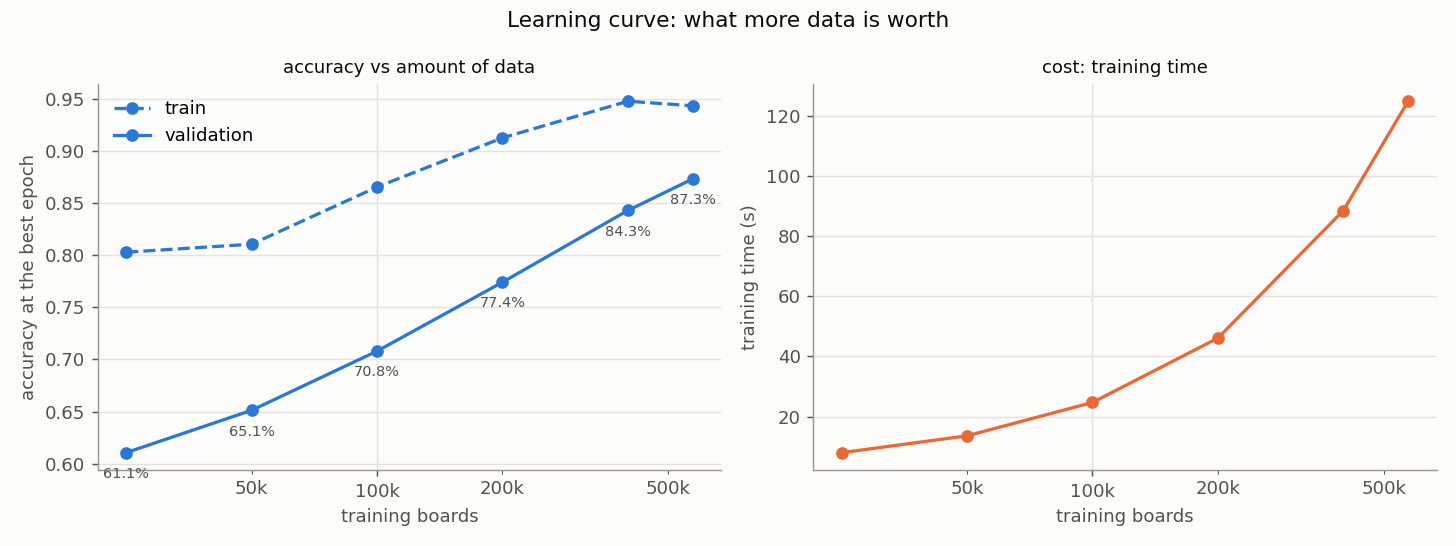 Learning curve: what more data is worth
accuracy vs amount of data
accuracy at the best epoch
0.95
0.90
0.85
0.80
0.75
0.70
0.65
0.60
train
validation
61.1%
65.1%
70.8%
77.4%
84.3%
87.3%
50k
100k
200k
500k
training boards
cost: training time
training time (s)
120
100
80
60
40
20
50k
100k
200k
500k
training boards